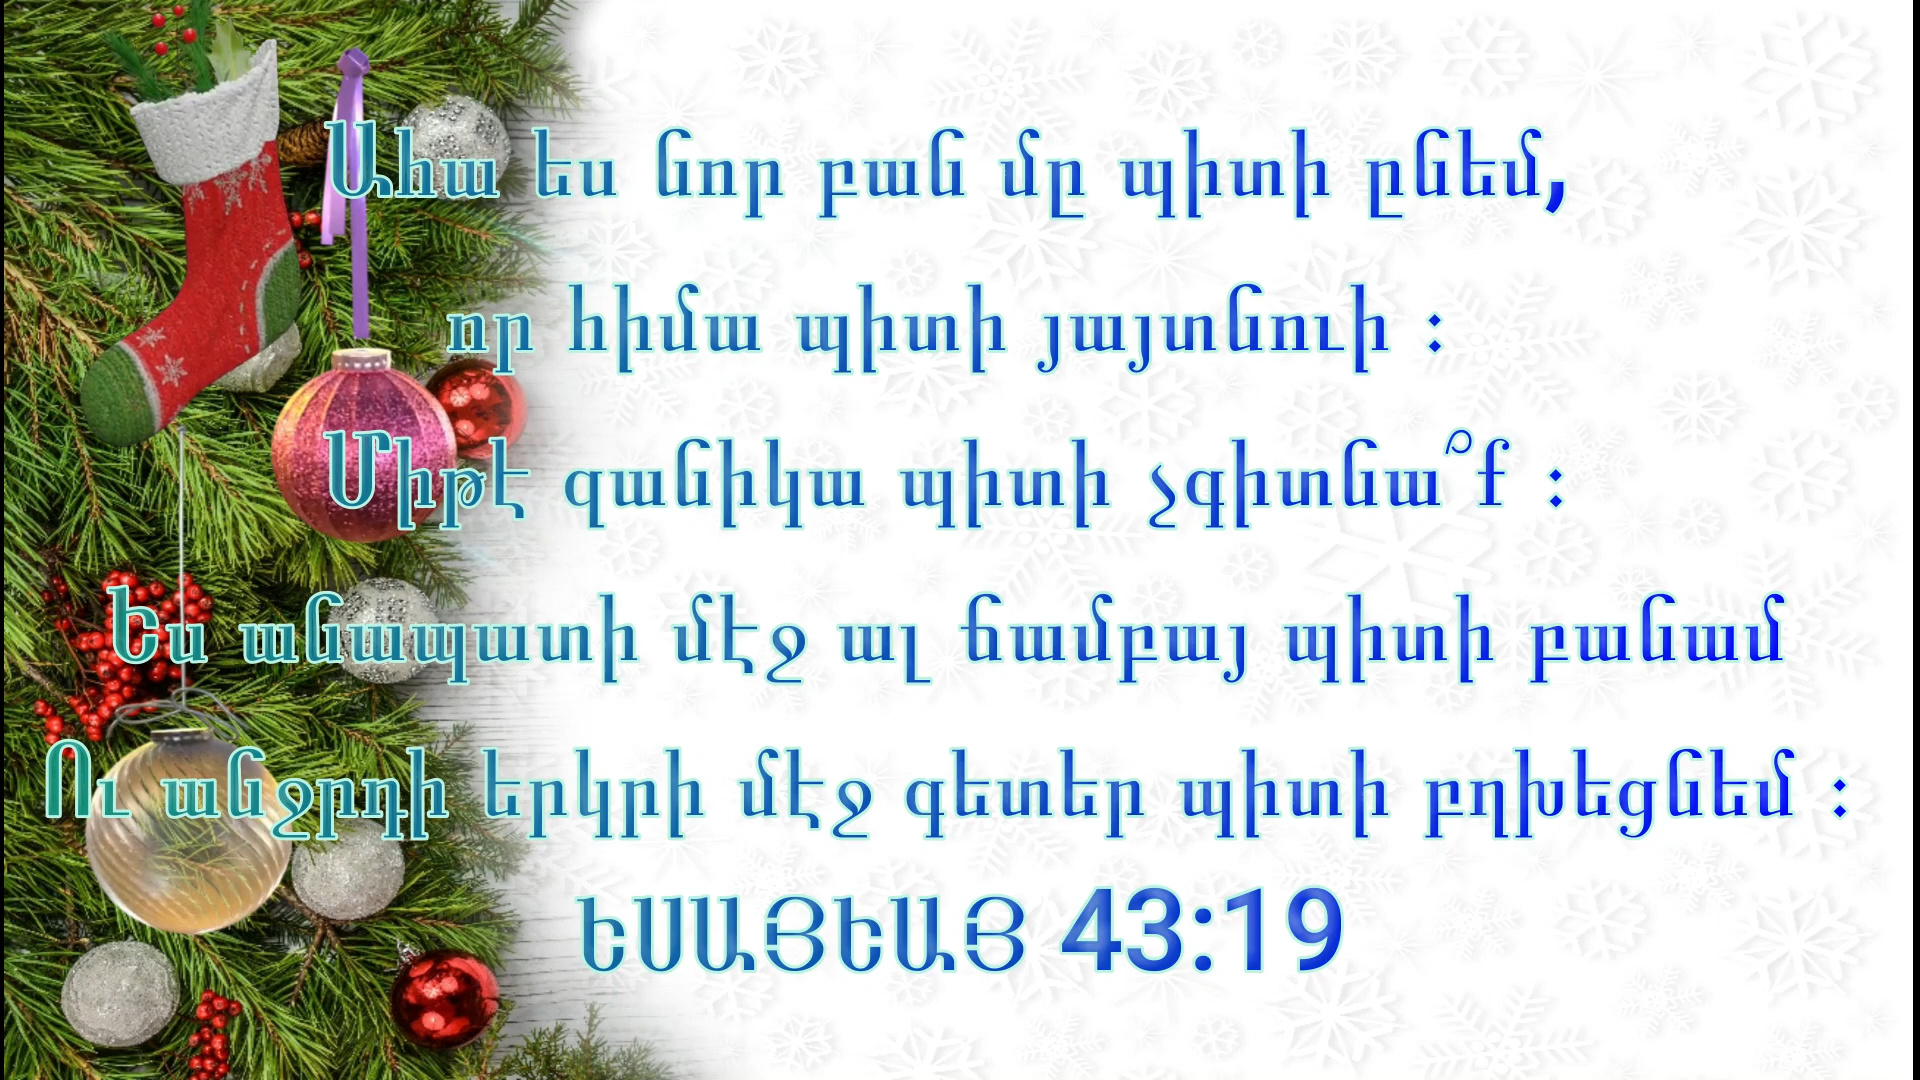 Ահա ես նոր բան մը պիտի ընեմ,
որ հիմա պիտի յայտնուի :
Միթէ զանիկա պիտի չգիտնա՞ք :
Ես անապատի մէջ ալ ճամբայ պիտի բանամ
Ու անջրդի երկրի մէջ գետեր պիտի բղխեցնեմ :
ԵՍԱՅԵԱՅ 43:19